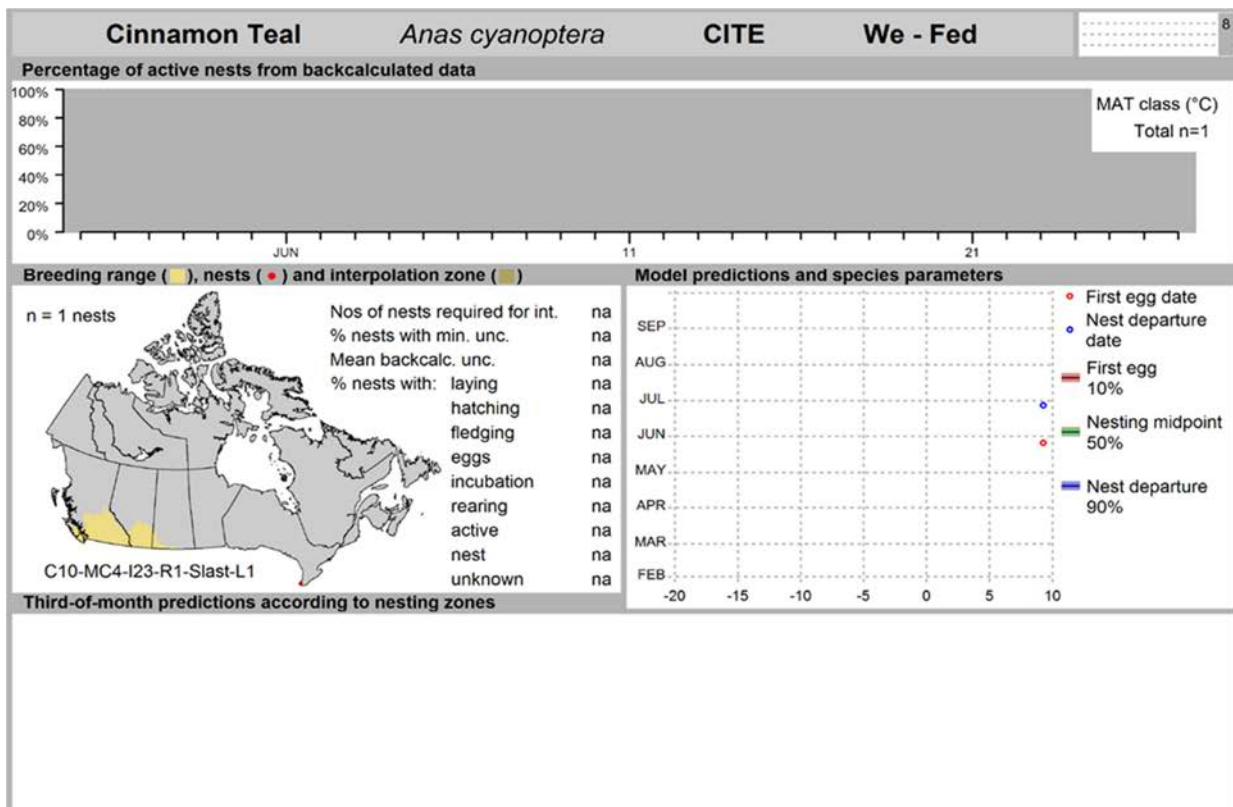 Cinnamon Teal Anas cyanoptera CITE We - Fed 8
Percentage of active nests from backcalculated data
100%
80%
60%
40%
20%
0%
MAT class (°C)
Total n=1
JUN 11 21
Breeding range ( ), nests ( ) and interpolation zone ( )
n = 1 nests
Nos of nests required for int. na
% nests with min. unc. na
Mean backcalc. unc. na
% nests with: laying na
hatching na
fledging na
eggs na
incubation na
rearing na
active na
nest na
unknown na
C10-MC4-I23-R1-Slast-L1
Model predictions and species parameters
SEP
AUG
JUL
JUN
MAY
APR
MAR
FEB
-20 -15 -10 -5 0 5 10
First egg date
Nest departure
date
First egg
10%
Nesting midpoint
50%
Nest departure
90%
Third-of-month predictions according to nesting zones